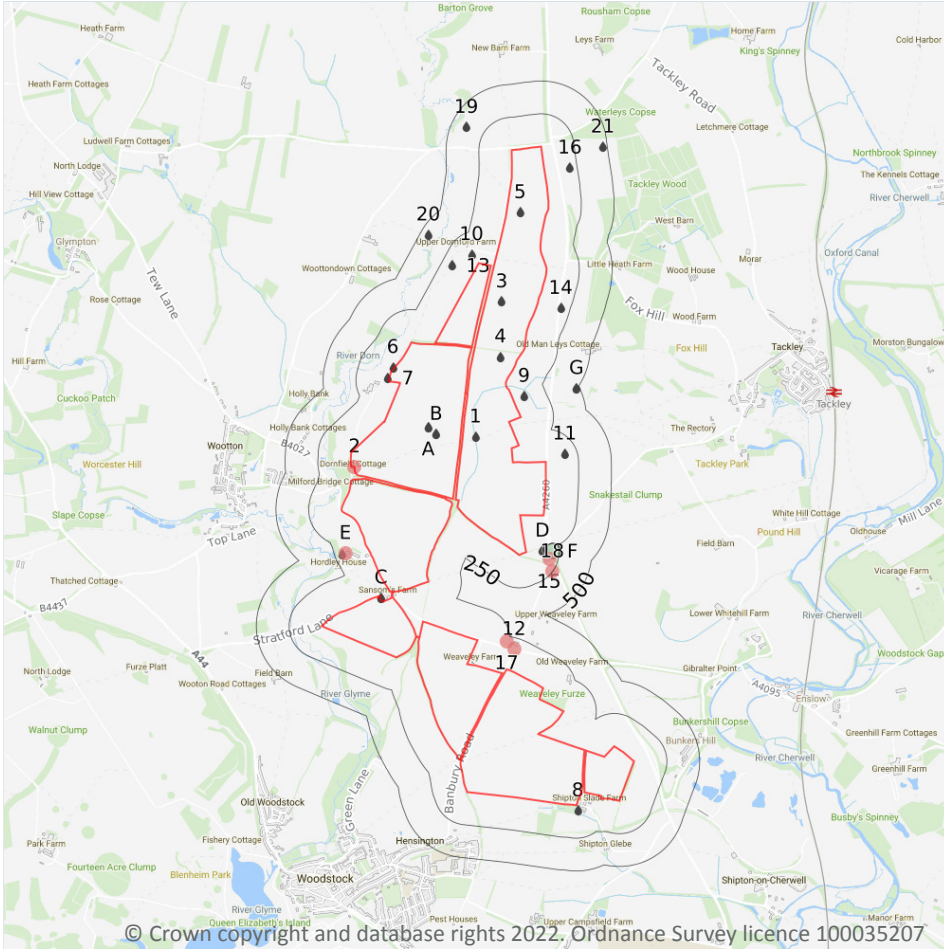 Barton Grove
Rousham Copse
Heath Farm
Home Farm
Leys Farm
Cold Harbor
New Barn Farm
King's Spinney
Tackley Road
Heath Farm Cottages
19
Waterleys Copse
21
Letchmere Cottage
Ludwell Farm Cottages
16
Northbrook Spinney
North Lodge
The Kennels Cottage
Tackley Wood
River Cherwell
Hill View Cottage
5
20
West Barn
10
Glympton
Upper Dornford Farm
Oxford Canal
Woottondown Cottages
13
Little Heath Farm
Wood House
Morar
Tew Lane
3
14
Rose Cottage
Fox Hill
Wood Farm
4
Old Man Leys Cottage
Fox Hill
Tackley
Morston Bungalow
6
River Dorn
Hill Farm
7
G
9
Holly Bank
Cuckoo Patch
Tackley
B
1
Holly Bank Cottages
The Rectory
B4027
11
Wootton
2
A
Worcester Hill
Dornfield Cottage
Tackley Park
Milford Bridge Cottage
A4260
Snakestail Clump
Slape Copse
White Hill Cottage
Mill Lane
Top Lane
E
D
Pound Hill
Oldhouse
18 F
Field Barn
Hordley House
250
500
Vicarage Farm
Thatched Cottage
C
15
Sansom's Farm
B4437
Upper Weaveley Farm
Lower Whitehill Farm
River Cherwell
Stratford Lane
12
A44
Weaveley Farm
17
Old Weaveley Farm
Woodstock Gap
North Lodge
Furze Platt
Gibralter Point
Field Barn
Wooton Road Cottages
A4095
River Glyme
Weaveley Furze
Enslow
Walnut Clump
Bunkershill Copse
Greenhill Farm Cottages
Bunkers Hill
River Cherwell
Banbury Road
Greenhill Farm
Green Lane
8
Old Woodstock
Shipton Slade Farm
Busby's Spinney
Park Farm
Fishery Cottage
Hensington
Shipton Glebe
Fourteen Acre Clump
Blenheim Park
Woodstock
Shipton-on-Cherwell
River Glyme
Manor Farm
Queen Elizabeth's Island
Pest Houses
Upper Campsfield Farm
© Crown copyright and database rights 2022. Ordnance Survey licence 100035207